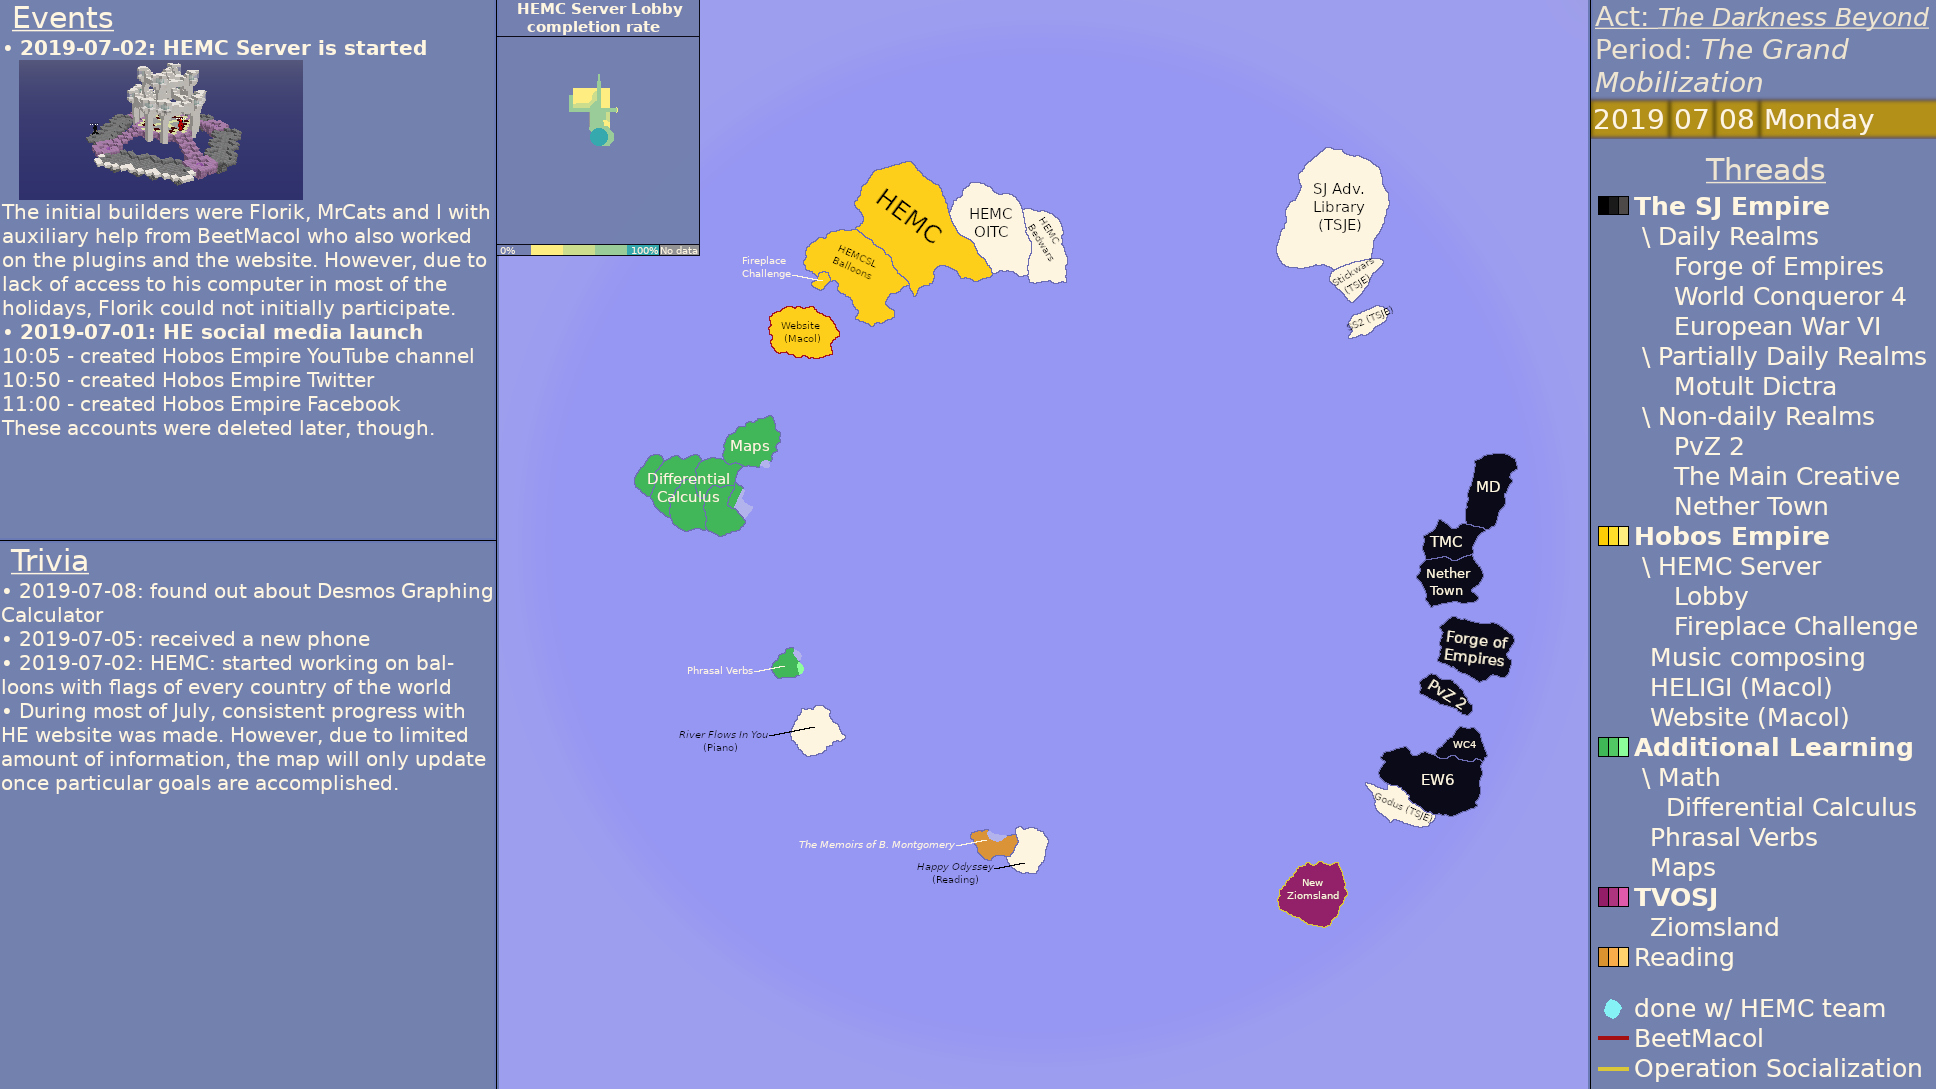 Events
• 2019-07-02: HEMC Server is started
The initial builders were Florik, MrCats and I with
auxiliary help from BeetMacol who also worked
on the plugins and the website. However, due to
lack of access to his computer in most of the
holidays, Florik could not initially participate.
• 2019-07-01: HE social media launch
10:05 - created Hobos Empire YouTube channel
10:50 - created Hobos Empire Twitter
11:00 - created Hobos Empire Facebook
These accounts were deleted later, though.
Trivia
• 2019-07-08: found out about Desmos Graphing
Calculator
• 2019-07-05: received a new phone
• 2019-07-02: HEMC: started working on bal-
loons with flags of every country of the world
• During most of July, consistent progress with
HE website was made. However, due to limited
amount of information, the map will only update
once particular goals are accomplished.
HEMC Server Lobby
completion rate
0%
100%
No data
HEMC
HEMC
OITC
HEMC
Bedwars
HEMCSL
Balloons
Fireplace
Challenge
Website
(Macol)
SJ Adv.
Library
(TSJE)
Stickwars
(TSJE)
SS2 (TSJE)
Maps
Differential
Calculus
MD
TMC
Nether
Town
Forge of
Empires
PvZ 2
WC4
EW6
Godus (TSJE)
Phrasal Verbs
River Flows In You
(Piano)
The Memoirs of B. Montgomery
Happy Odyssey
(Reading)
New
Ziomsland
Act: The Darkness Beyond
Period: The Grand
Mobilization
2019 07 08 Monday
Threads
The SJ Empire
\ Daily Realms
Forge of Empires
World Conqueror 4
European War VI
\ Partially Daily Realms
Motult Dictra
\ Non-daily Realms
PvZ 2
The Main Creative
Nether Town
Hobos Empire
\ HEMC Server
Lobby
Fireplace Challenge
Music composing
HELIGI (Macol)
Website (Macol)
Additional Learning
\ Math
Differential Calculus
Phrasal Verbs
Maps
TVOSJ
Ziomsland
Reading
done w/ HEMC team
BeetMacol
Operation Socialization